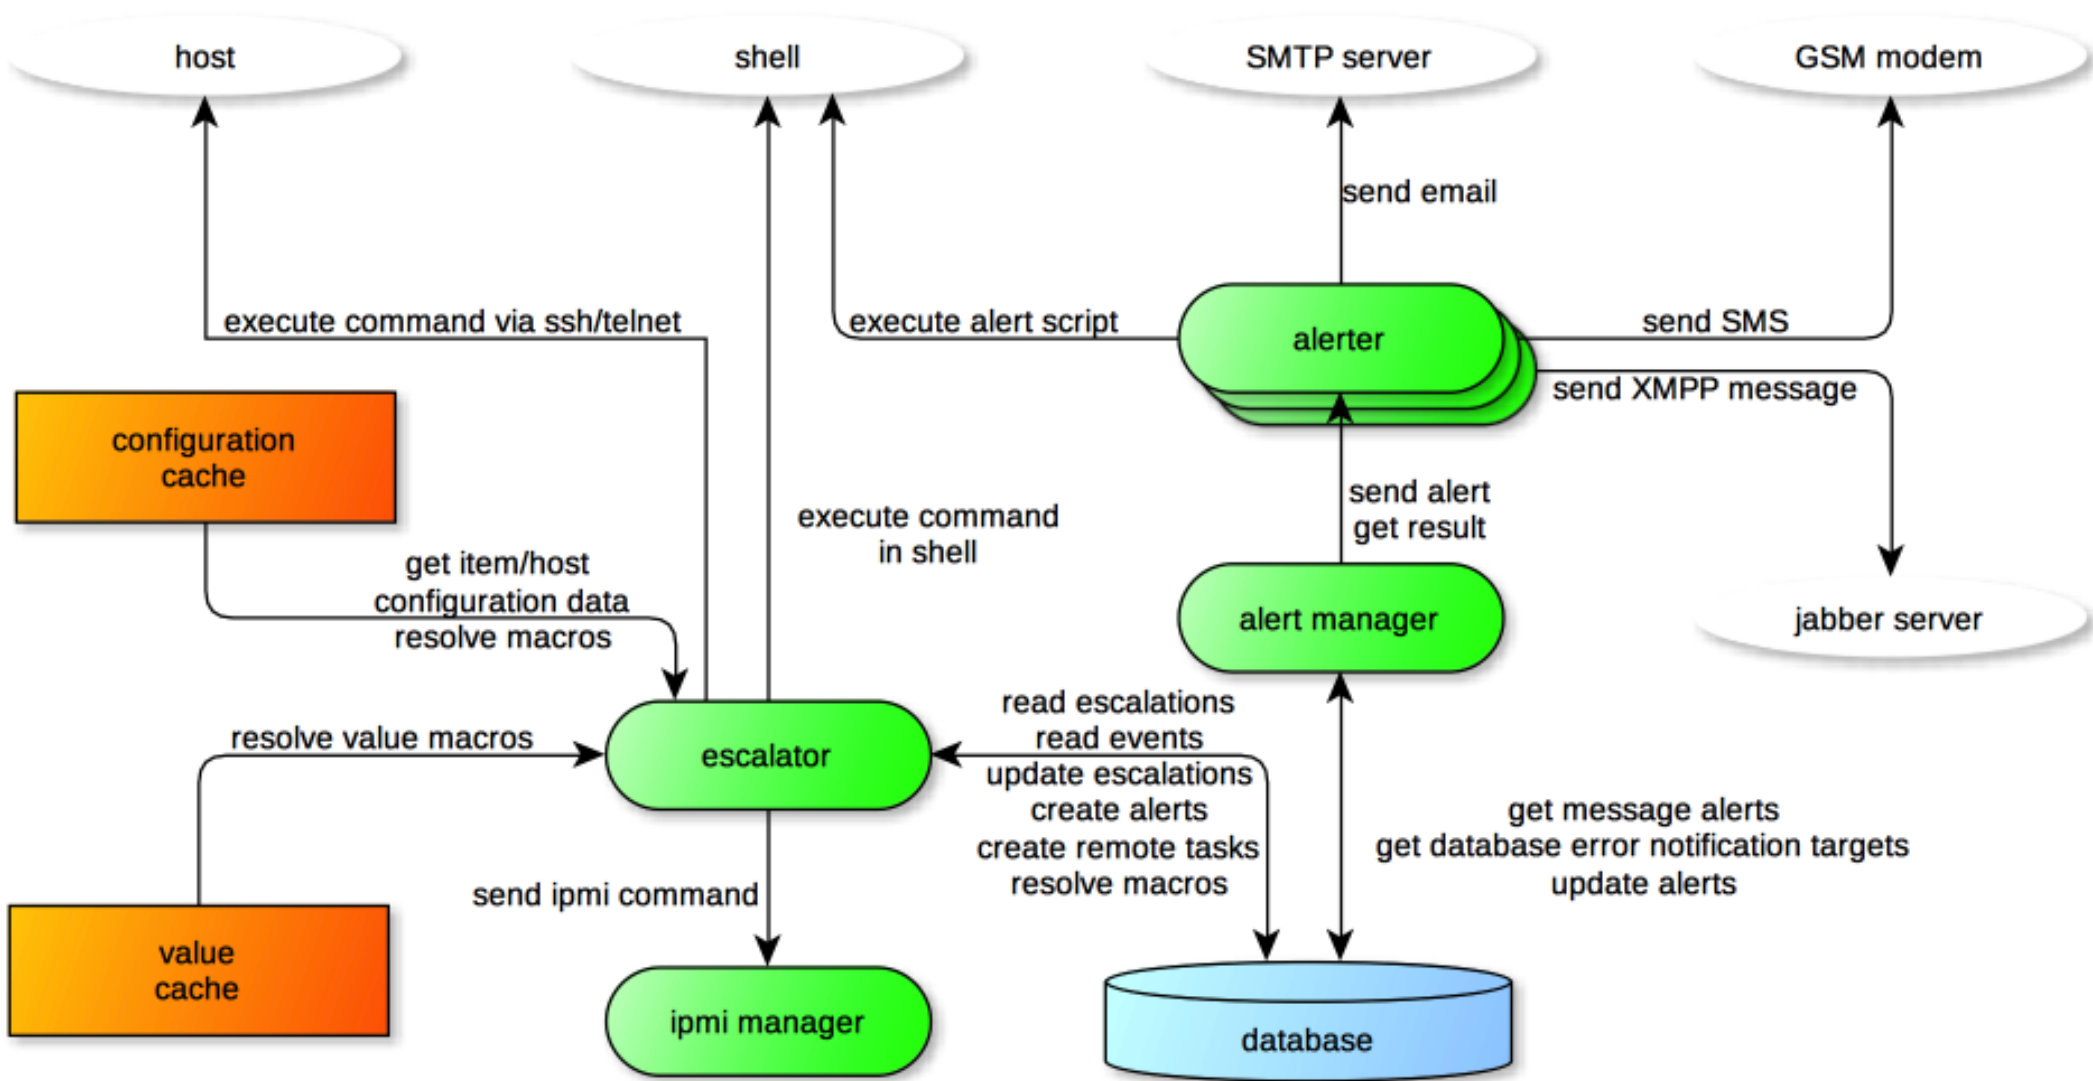 host
shell
SMTP server
GSM modem
send email
execute command via ssh/telnet
execute alert script
alerter
send SMS
send XMPP message
configuration
cache
send alert
get result
execute command
in shell
get item/host
configuration data
resolve macros
alert manager
jabber server
resolve value macros
escalator
read escalations
read events
update escalations
create alerts
create remote tasks
resolve macros
get message alerts
get database error notification targets
update alerts
send ipmi command
value
cache
ipmi manager
database